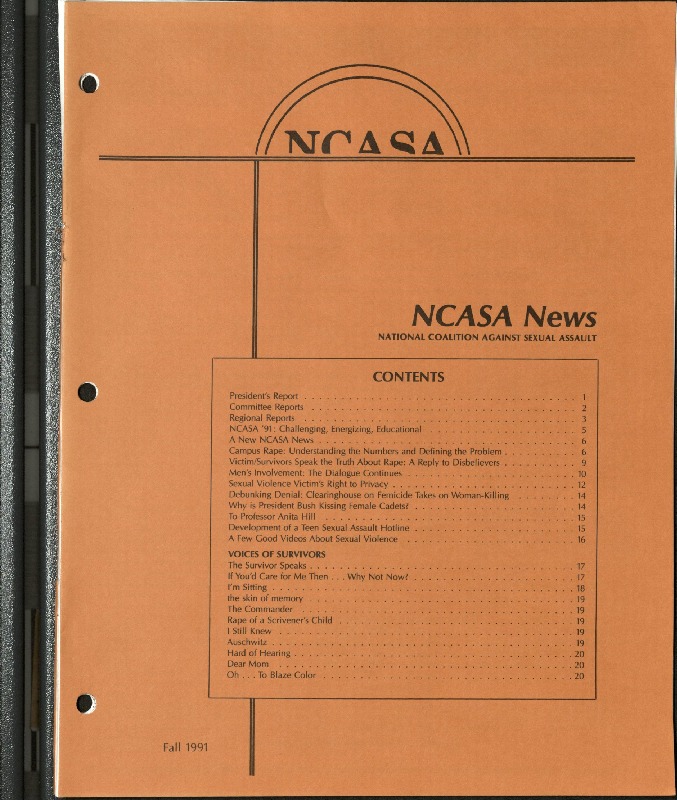 NCASA
NCASA News
NATIONAL COALITION AGAINST SEXUAL ASSAULT
CONTENTS
President's Report . . . . . . . . . . 1
Committee Reports . . . . . . . . . . 2
Regional Reports . . . . . . . . . . 3
NCASA '91: Challenging, Energizing, Educational . . . . . . . . . . 5
A New NCASA News . . . . . . . . . . 6
Campus Rape: Understanding the Numbers and Defining the Problem . . . . . . . . . . 6
Victim/Survivors Speak the Truth About Rape: A Reply to Disbelievers . . . . . . . . . . 9
Men's Involvement: The Dialogue Continues . . . . . . . . . . 10
Sexual Violence Victim's Right to Privacy . . . . . . . . . . 12
Debunking Denial: Clearinghouse on Femicide Takes on Woman-Killing . . . . . . . . . . 14
Why is President Bush Kissing Female Cadets? . . . . . . . . . . 14
To Professor Anita Hill . . . . . . . . . . 15
Development of a Teen Sexual Assault Hotline . . . . . . . . . . 15
A Few Good Videos About Sexual Violence . . . . . . . . . . 16
VOICES OF SURVIVORS
The Survivor Speaks . . . . . . . . . . 17
If You'd Care for Me Then . . . Why Not Now? . . . . . . . . . . 17
I'm Sitting . . . . . . . . . . 18
the skin of memory . . . . . . . . . . 19
The Commander . . . . . . . . . . 19
Rape of a Scrivener's Child . . . . . . . . . . 19
I Still Knew . . . . . . . . . . 19
Auschwitz . . . . . . . . . . 19
Hard of Hearing . . . . . . . . . . 20
Dear Mom . . . . . . . . . . 20
Oh . . . To Blaze Color . . . . . . . . . . 20
Fall 1991